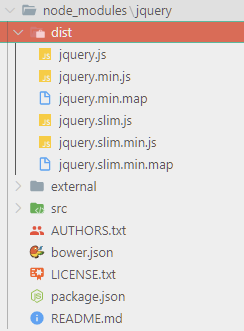 node_modules\jquery
dist
jquery.js
jquery.min.js
jquery.min.map
jquery.slim.js
jquery.slim.min.js
jquery.slim.min.map
external
src
AUTHORS.txt
bower.json
LICENSE.txt
package.json
README.md